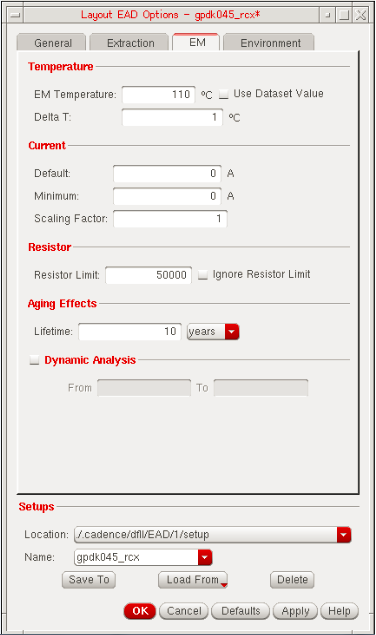 Layout EAD Options - gpdk045_rcx*
General Extraction EM Environment
Temperature
EM Temperature: 110 ºC Use Dataset Value
Delta T: 1 ºC
Current
Default: 0 A
Minimum: 0 A
Scaling Factor: 1
Resistor
Resistor Limit: 50000 Ignore Resistor Limit
Aging Effects
Lifetime: 10 years
Dynamic Analysis
From To
Setups
Location: /.cadence/dfII/EAD/1/setup
Name: gpdk045_rcx
Save To Load From Delete
OK Cancel Defaults Apply Help